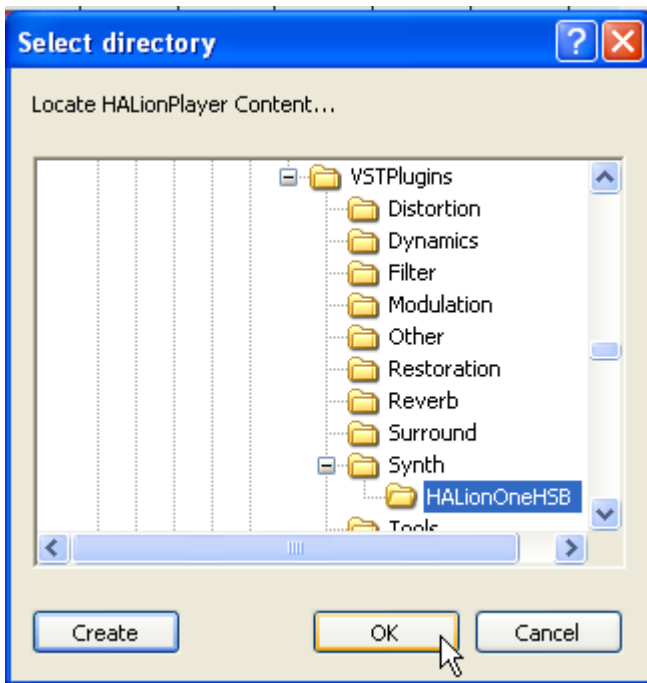 Select directory
Locate HALionPlayer Content...
VSTPlugins
Distortion
Dynamics
Filter
Modulation
Other
Restoration
Reverb
Surround
Synth
HALionOneHSB
Tools
Create
OK
Cancel